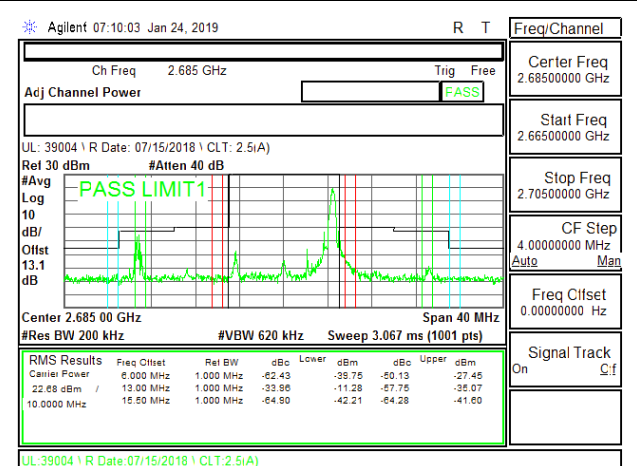 Agilent 07:10:03 Jan 24, 2019 R T
Freq/Channel
Ch Freq 2.685 GHz Trig Free
Adj Channel Power PASS
Center Freq
2.68500000 GHz
Start Freq
2.66500000 GHz
Stop Freq
2.70500000 GHz
CF Step
4.00000000 MHz
Auto Man
Freq Offset
0.00000000 Hz
Signal Track
On Off
UL: 39004 \ R Date: 07/15/2018 \ CLT: 2.5(A)
Ref 30 dBm #Atten 40 dB
#Avg
Log
10
dB/
Offst
13.1
dB
PASS LIMIT1
Center 2.685 00 GHz Span 40 MHz
#Res BW 200 kHz #VBW 620 kHz Sweep 3.067 ms (1001 pts)
RMS Results Freq Offset Ref BW dBc Lower dBm dBc Upper dBm
Carrier Power 6.000 MHz 1.000 MHz -62.43 -39.75 -50.13 -27.45
22.68 dBm / 13.00 MHz 1.000 MHz -33.96 -11.28 -57.75 -35.07
10.0000 MHz 15.50 MHz 1.000 MHz -64.90 -42.21 -64.28 -41.60
UL:39004 \ R Date:07/15/2018 \ CLT:2.5(A)